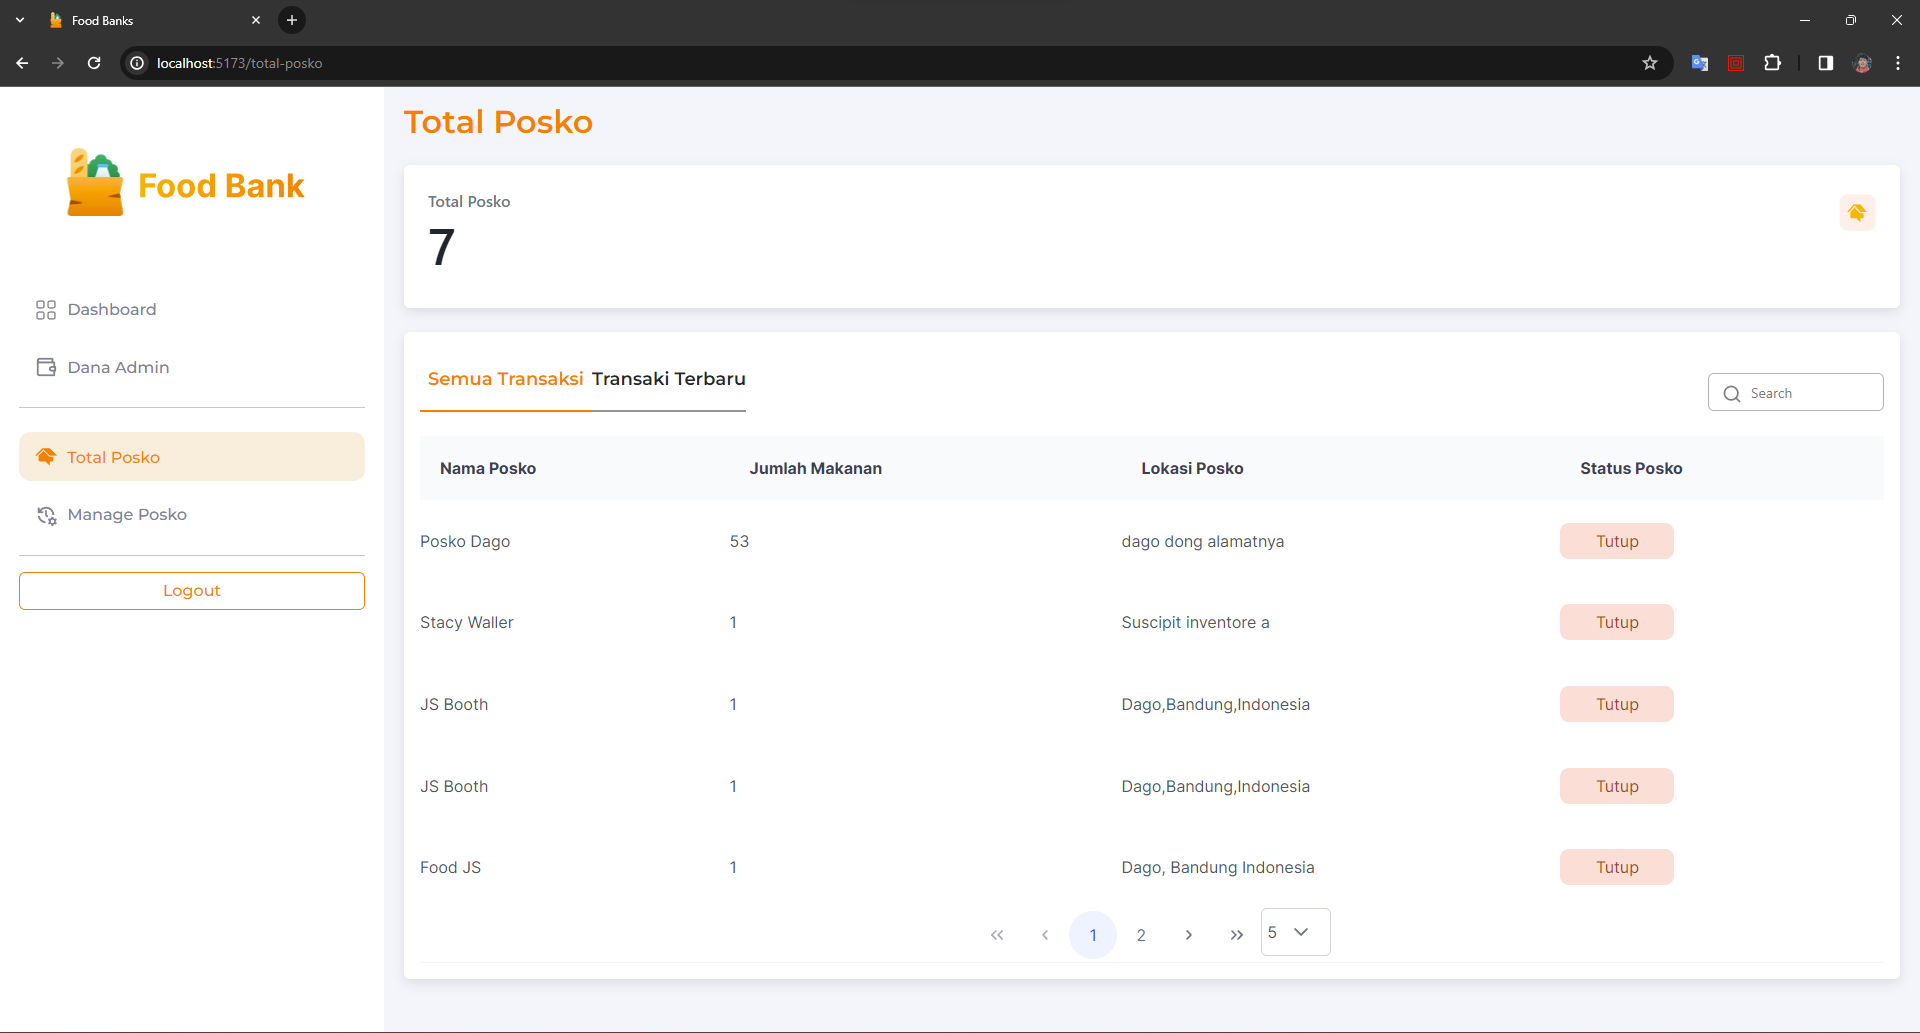 Food Banks
localhost:5173/total-posko
Food Bank
Dashboard
Dana Admin
Total Posko
Manage Posko
Logout
Total Posko
Total Posko
7
Semua Transaksi Transaki Terbaru
Search
Nama Posko Jumlah Makanan Lokasi Posko Status Posko
Posko Dago 53 dago dong alamatnya Tutup
Stacy Waller 1 Suscipit inventore a Tutup
JS Booth 1 Dago,Bandung,Indonesia Tutup
JS Booth 1 Dago,Bandung,Indonesia Tutup
Food JS 1 Dago, Bandung Indonesia Tutup
1 2 5